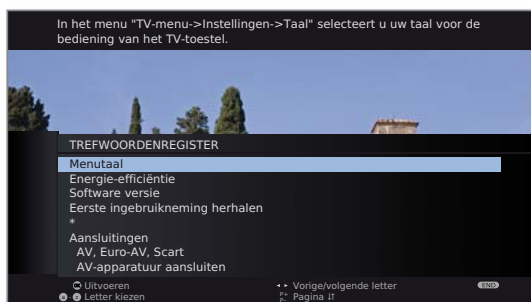 In het menu "TV-menu->Instellingen->Taal" selecteert u uw taal voor de
bediening van het TV-toestel.
TREFWOORDENREGISTER
Menutaal
Energie-efficiëntie
Software versie
Eerste ingebruikneming herhalen
*
Aansluitingen
AV, Euro-AV, Scart
AV-apparatuur aansluiten
OK Uitvoeren
Vorige/volgende letter
END
Letter kiezen
P+ P- Pagina